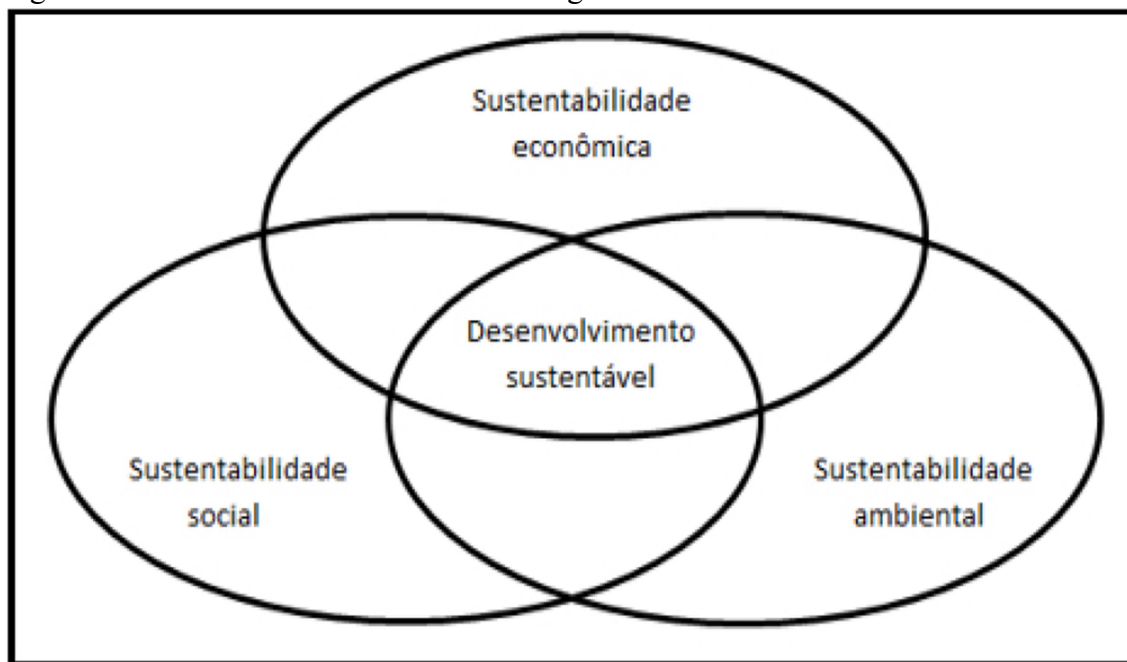 Sustentabilidade
econômica
Desenvolvimento
sustentável
Sustentabilidade
social
Sustentabilidade
ambiental